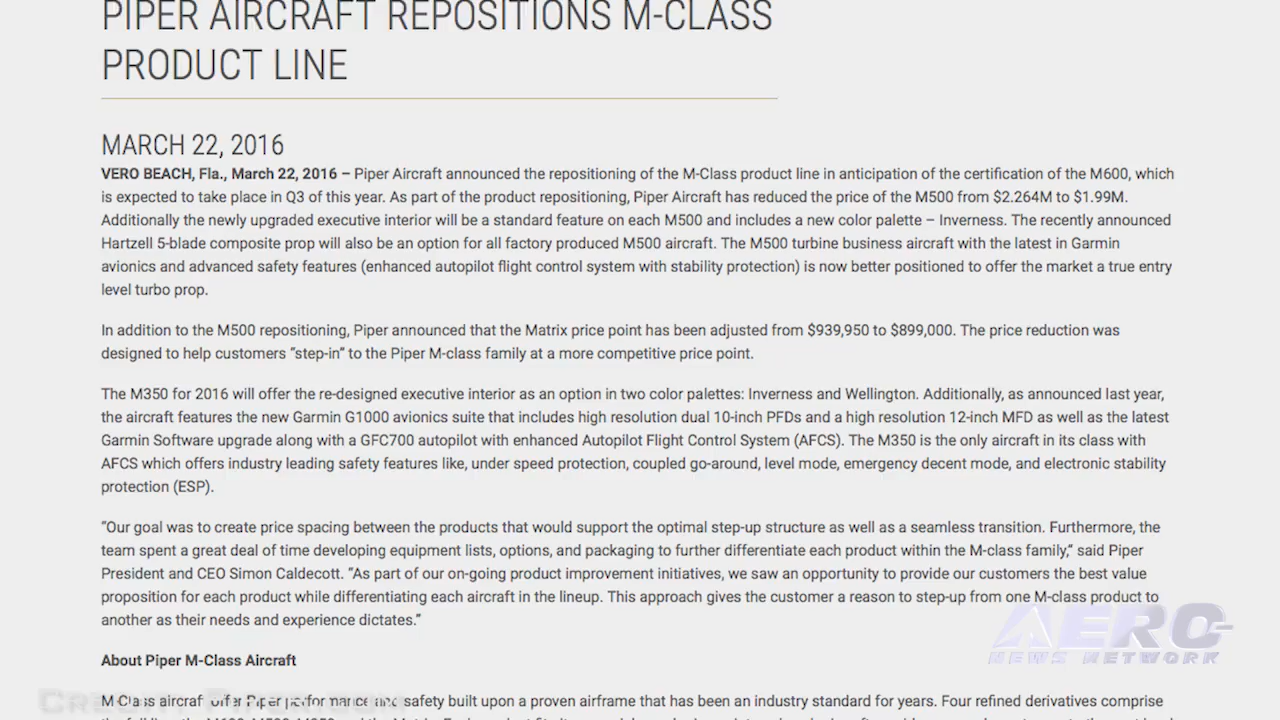 PIPER AIRCRAFT REPOSITIONS M-CLASS
PRODUCT LINE
MARCH 22, 2016
VERO BEACH, Fla., March 22, 2016 – Piper Aircraft announced the repositioning of the M-Class product line in anticipation of the certification of the M600, which
is expected to take place in Q3 of this year. As part of the product repositioning, Piper Aircraft has reduced the price of the M500 from $2.264M to $1.99M.
Additionally the newly upgraded executive interior will be a standard feature on each M500 and includes a new color palette – Inverness. The recently announced
Hartzell 5-blade composite prop will also be an option for all factory produced M500 aircraft. The M500 turbine business aircraft with the latest in Garmin
avionics and advanced safety features (enhanced autopilot flight control system with stability protection) is now better positioned to offer the market a true entry
level turbo prop.
In addition to the M500 repositioning, Piper announced that the Matrix price point has been adjusted from $939,950 to $899,000. The price reduction was
designed to help customers “step-in” to the Piper M-class family at a more competitive price point.
The M350 for 2016 will offer the re-designed executive interior as an option in two color palettes: Inverness and Wellington. Additionally, as announced last year,
the aircraft features the new Garmin G1000 avionics suite that includes high resolution dual 10-inch PFDs and a high resolution 12-inch MFD as well as the latest
Garmin Software upgrade along with a GFC700 autopilot with enhanced Autopilot Flight Control System (AFCS). The M350 is the only aircraft in its class with
AFCS which offers industry leading safety features like, under speed protection, coupled go-around, level mode, emergency decent mode, and electronic stability
protection (ESP).
“Our goal was to create price spacing between the products that would support the optimal step-up structure as well as a seamless transition. Furthermore, the
team spent a great deal of time developing equipment lists, options, and packaging to further differentiate each product within the M-class family,” said Piper
President and CEO Simon Caldecott. “As part of our on-going product improvement initiatives, we saw an opportunity to provide our customers the best value
proposition for each product while differentiating each aircraft in the lineup. This approach gives the customer a reason to step-up from one M-class product to
another as their needs and experience dictates.”
AERO
NEWS NETWORK
About Piper M-Class Aircraft
M-Class aircraft offer Piper performance and safety built upon a proven airframe that has been an industry standard for years. Four refined derivatives comprise
Credit: Piper.com